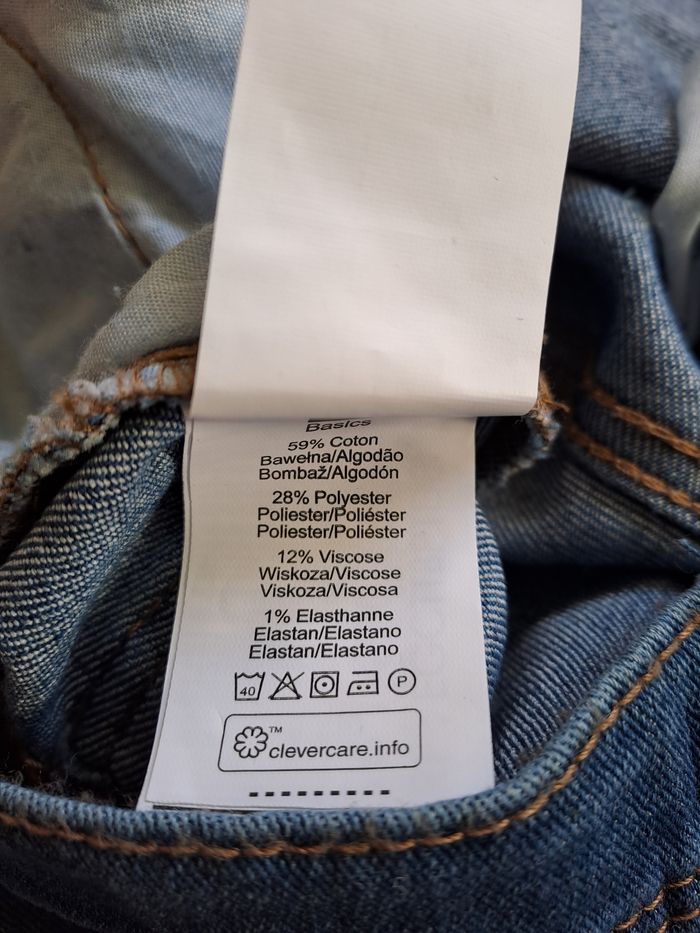 Basics
59% Coton
Bawełna/Algodão
Bombaž/Algodón
28% Polyester
Poliester/Poliéster
Poliester/Poliéster
12% Viscose
Wiskoza/Viscose
Viskoza/Viscosa
1% Elasthanne
Elastan/Elastano
Elastan/Elastano
40 P
™
clevercare.info